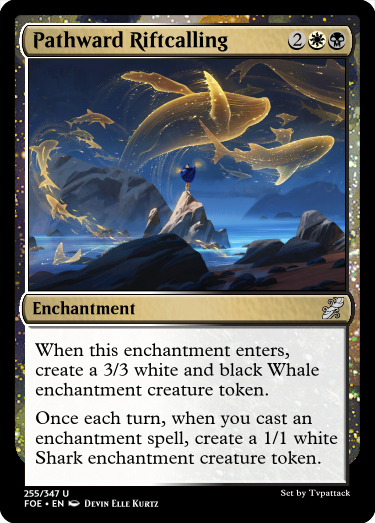 Pathward Riftcalling 2
Enchantment
When this enchantment enters,
create a 3/3 white and black Whale
enchantment creature token.
Once each turn, when you cast an
enchantment spell, create a 1/1 white
Shark enchantment creature token.
255/347 U
FOE • EN Devin Elle Kurtz
Set by Tvpattack